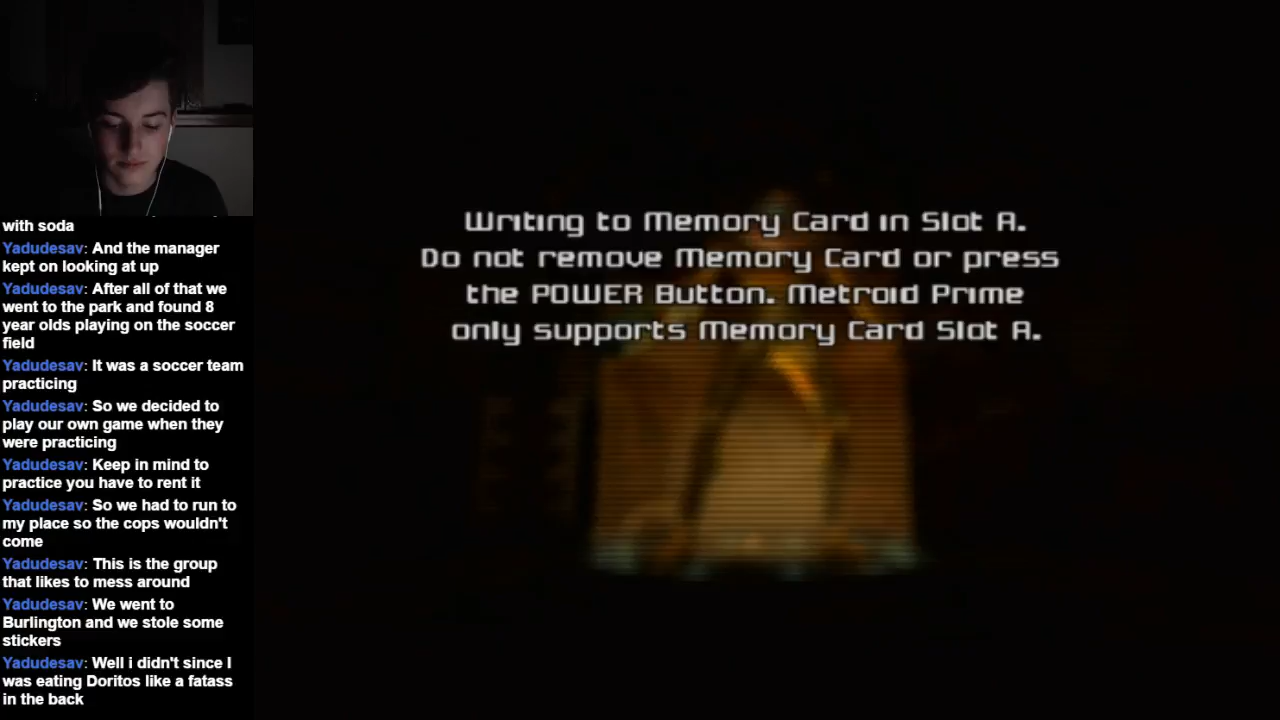 with soda
Yadudesav: And the manager
kept on looking at up
Yadudesav: After all of that we
went to the park and found 8
year olds playing on the soccer
field
Yadudesav: It was a soccer team
practicing
Yadudesav: So we decided to
play our own game when they
were practicing
Yadudesav: Keep in mind to
practice you have to rent it
Yadudesav: So we had to run to
my place so the cops wouldn't
come
Yadudesav: This is the group
that likes to mess around
Yadudesav: We went to
Burlington and we stole some
stickers
Yadudesav: Well i didn't since I
was eating Doritos like a fatass
in the back
Writing to Memory Card in Slot A.
Do not remove Memory Card or press
the POWER Button. Metroid Prime
only supports Memory Card Slot A.